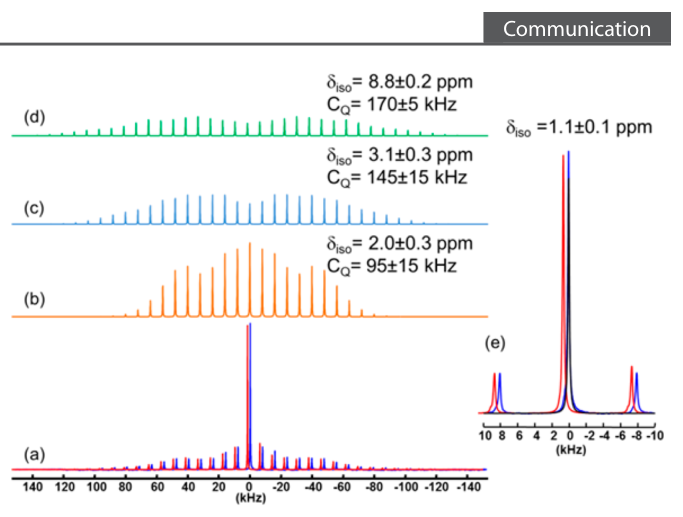 Communication
δiso= 8.8±0.2 ppm
CQ= 170±5 kHz
(d)
δiso =1.1±0.1 ppm
δiso= 3.1±0.3 ppm
CQ= 145±15 kHz
(c)
δiso= 2.0±0.3 ppm
CQ= 95±15 kHz
(b)
(e)
10 8 6 4 2 0 -2 -4 -6 -8 -10
(kHz)
(a)
140 120 100 80 60 40 20 0 -20 -40 -60 -80 -100 -120 -140
(kHz)